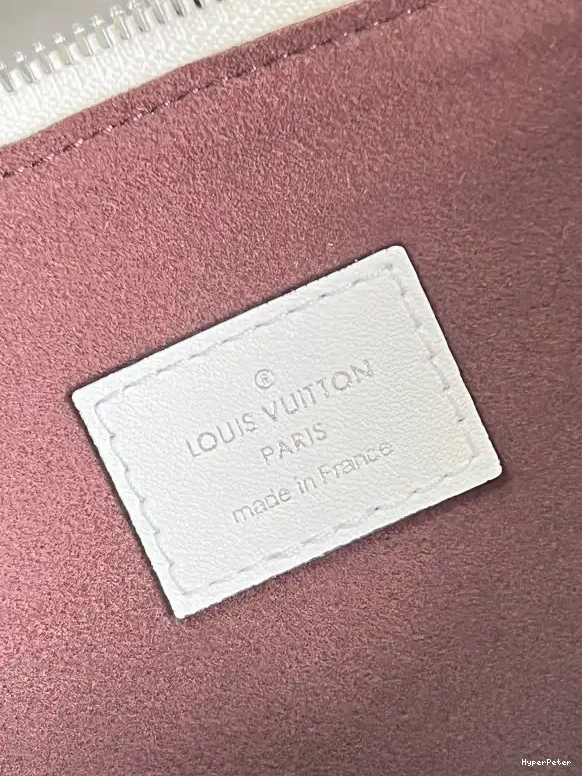 ®
LOUIS VUITTON
PARIS
made in France
HyperPeter